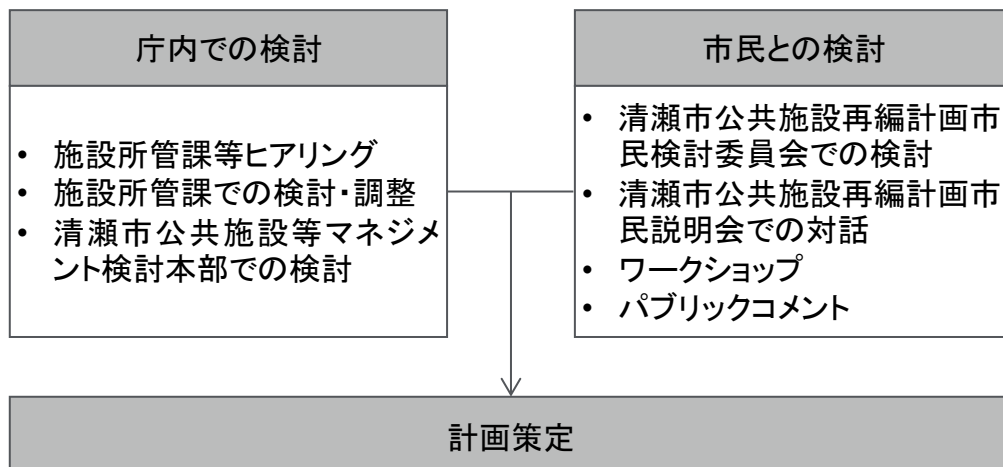 庁内での検討
• 施設所管課等ヒアリング
• 施設所管課での検討・調整
• 清瀬市公共施設等マネジメ
ント検討本部での検討
市民との検討
• 清瀬市公共施設再編計画市
民検討委員会での検討
• 清瀬市公共施設再編計画市
民説明会での対話
• ワークショップ
• パブリックコメント
計画策定